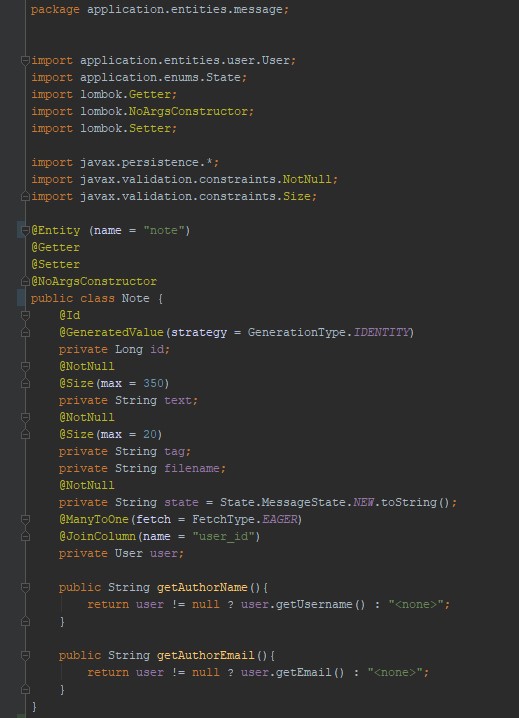 package application.entities.message;
import application.entities.user.User;
import application.enums.State;
import lombok.Getter;
import lombok.NoArgsConstructor;
import lombok.Setter;
import javax.persistence.*;
import javax.validation.constraints.NotNull;
import javax.validation.constraints.Size;
@Entity (name = "note")
@Getter
@Setter
@NoArgsConstructor
public class Note {
@Id
@GeneratedValue(strategy = GenerationType.IDENTITY)
private Long id;
@NotNull
@Size(max = 350)
private String text;
@NotNull
@Size(max = 20)
private String tag;
private String filename;
@NotNull
private String state = State.MessageState.NEW.toString();
@ManyToOne(fetch = FetchType.EAGER)
@JoinColumn(name = "user_id")
private User user;
public String getAuthorName(){
return user != null ? user.getUsername() : "<none>";
}
public String getAuthorEmail(){
return user != null ? user.getEmail() : "<none>";
}
}